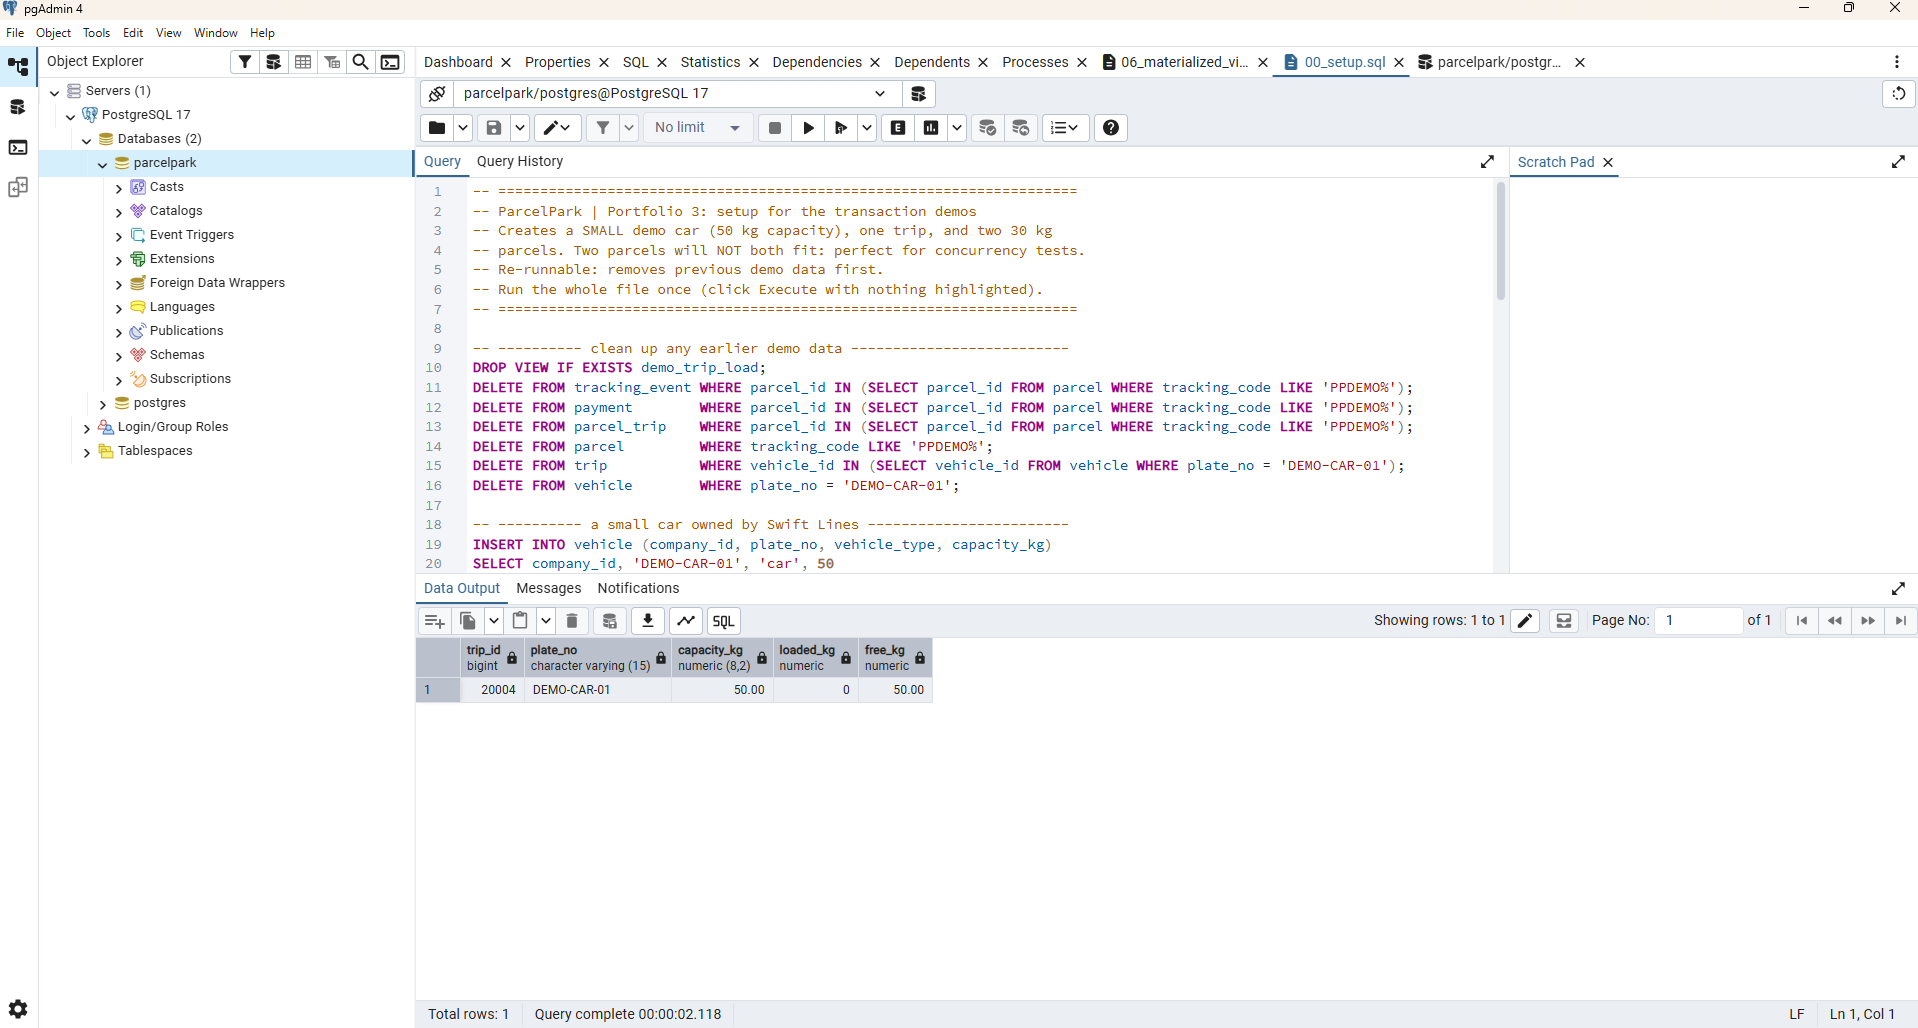 pgAdmin 4
File Object Tools Edit View Window Help
Object Explorer
Servers (1)
PostgreSQL 17
Databases (2)
parcelpark
Casts
Catalogs
Event Triggers
Extensions
Foreign Data Wrappers
Languages
Publications
Schemas
Subscriptions
postgres
Login/Group Roles
Tablespaces
Dashboard Properties SQL Statistics Dependencies Dependents Processes 06_materialized_vi... 00_setup.sql parcelpark/postgr...
parcelpark/postgres@PostgreSQL 17
No limit
E
Query Query History
Scratch Pad
1 -- =====================================================================
2 -- ParcelPark | Portfolio 3: setup for the transaction demos
3 -- Creates a SMALL demo car (50 kg capacity), one trip, and two 30 kg
4 -- parcels. Two parcels will NOT both fit: perfect for concurrency tests.
5 -- Re-runnable: removes previous demo data first.
6 -- Run the whole file once (click Execute with nothing highlighted).
7 -- =====================================================================
8
9 -- ---------- clean up any earlier demo data --------------------------
10 DROP VIEW IF EXISTS demo_trip_load;
11 DELETE FROM tracking_event WHERE parcel_id IN (SELECT parcel_id FROM parcel WHERE tracking_code LIKE 'PPDEMO%');
12 DELETE FROM payment        WHERE parcel_id IN (SELECT parcel_id FROM parcel WHERE tracking_code LIKE 'PPDEMO%');
13 DELETE FROM parcel_trip    WHERE parcel_id IN (SELECT parcel_id FROM parcel WHERE tracking_code LIKE 'PPDEMO%');
14 DELETE FROM parcel         WHERE tracking_code LIKE 'PPDEMO%';
15 DELETE FROM trip           WHERE vehicle_id IN (SELECT vehicle_id FROM vehicle WHERE plate_no = 'DEMO-CAR-01');
16 DELETE FROM vehicle        WHERE plate_no = 'DEMO-CAR-01';
17
18 -- ---------- a small car owned by Swift Lines ------------------------
19 INSERT INTO vehicle (company_id, plate_no, vehicle_type, capacity_kg)
20 SELECT company_id, 'DEMO-CAR-01', 'car', 50
Data Output Messages Notifications
SQL
Showing rows: 1 to 1 Page No: 1 of 1
trip_id plate_no capacity_kg loaded_kg free_kg
bigint character varying (15) numeric (8,2) numeric numeric
1 20004 DEMO-CAR-01 50.00 0 50.00
Total rows: 1 Query complete 00:00:02.118 LF Ln 1, Col 1